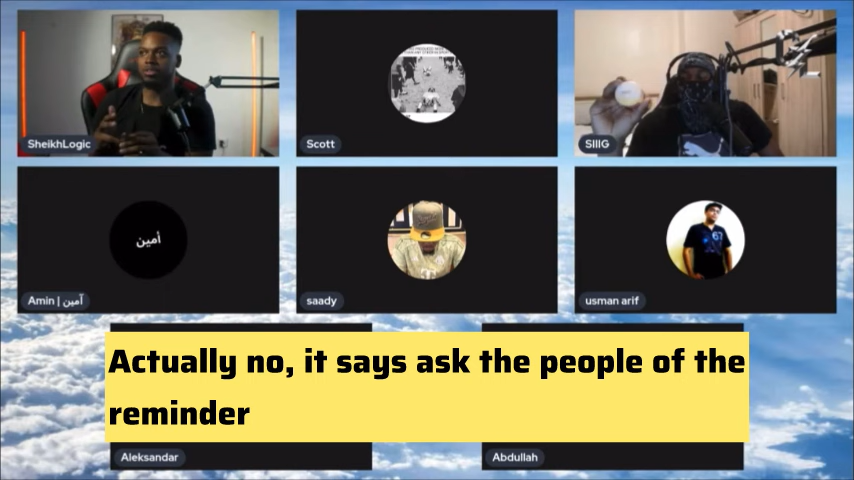 SheikhLogic
Scott
SIIIG
أمين
Amin | آمين
saady
usman arif
Actually no, it says ask the people of the
reminder
Aleksandar
Abdullah